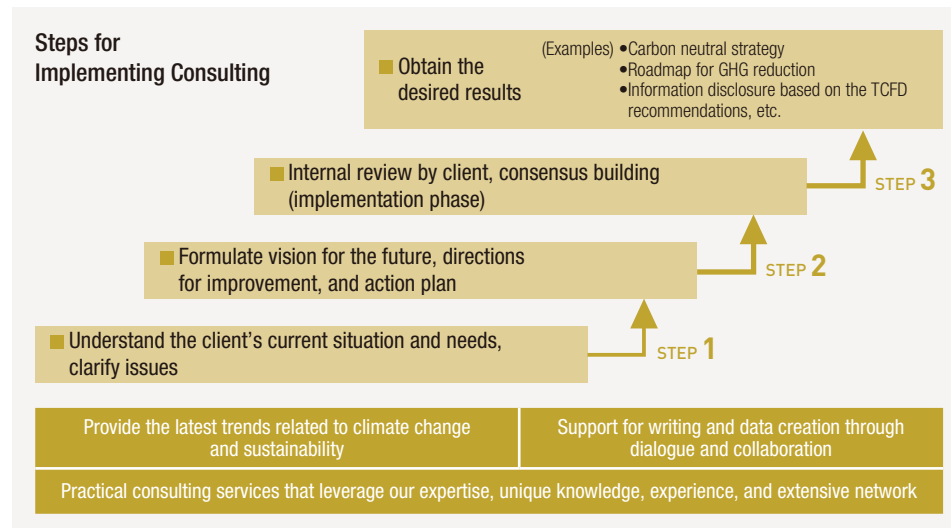 Steps for
Implementing Consulting
■ Obtain the
desired results
(Examples) •Carbon neutral strategy
•Roadmap for GHG reduction
•Information disclosure based on the TCFD
recommendations, etc.
■ Internal review by client, consensus building
(implementation phase)
STEP 3
■ Formulate vision for the future, directions
for improvement, and action plan
STEP 2
■ Understand the client’s current situation and needs,
clarify issues
STEP 1
Provide the latest trends related to climate change
and sustainability
Support for writing and data creation through
dialogue and collaboration
Practical consulting services that leverage our expertise, unique knowledge, experience, and extensive network